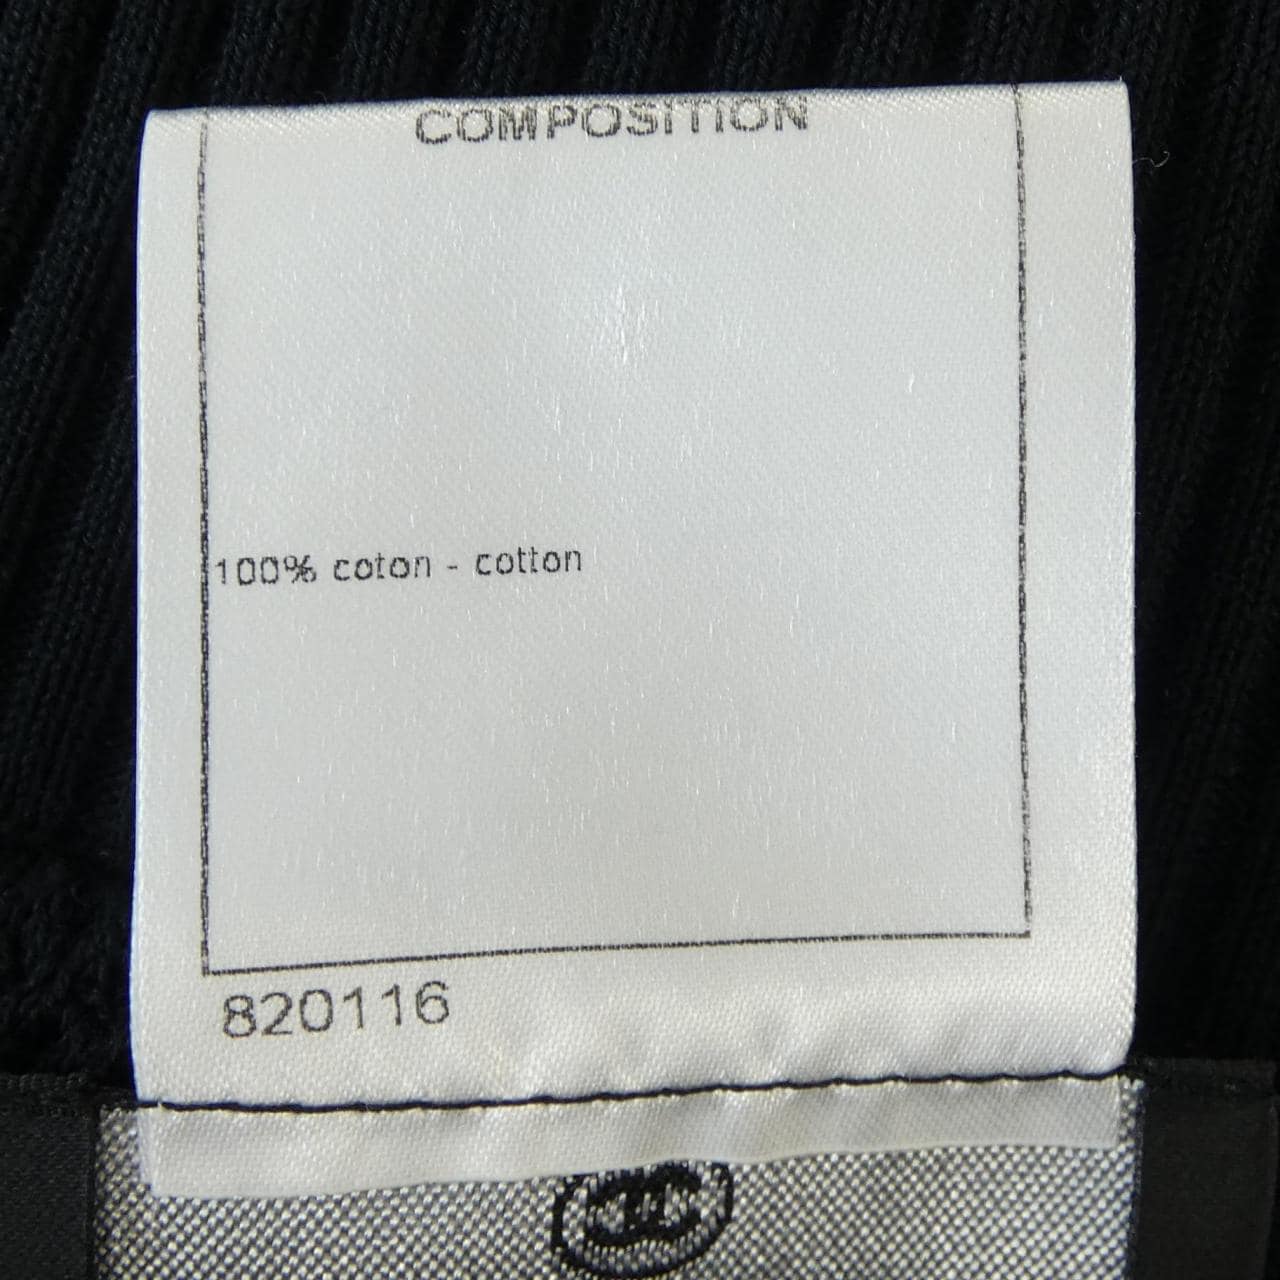 COMPOSITION
100% coton - cotton
820116